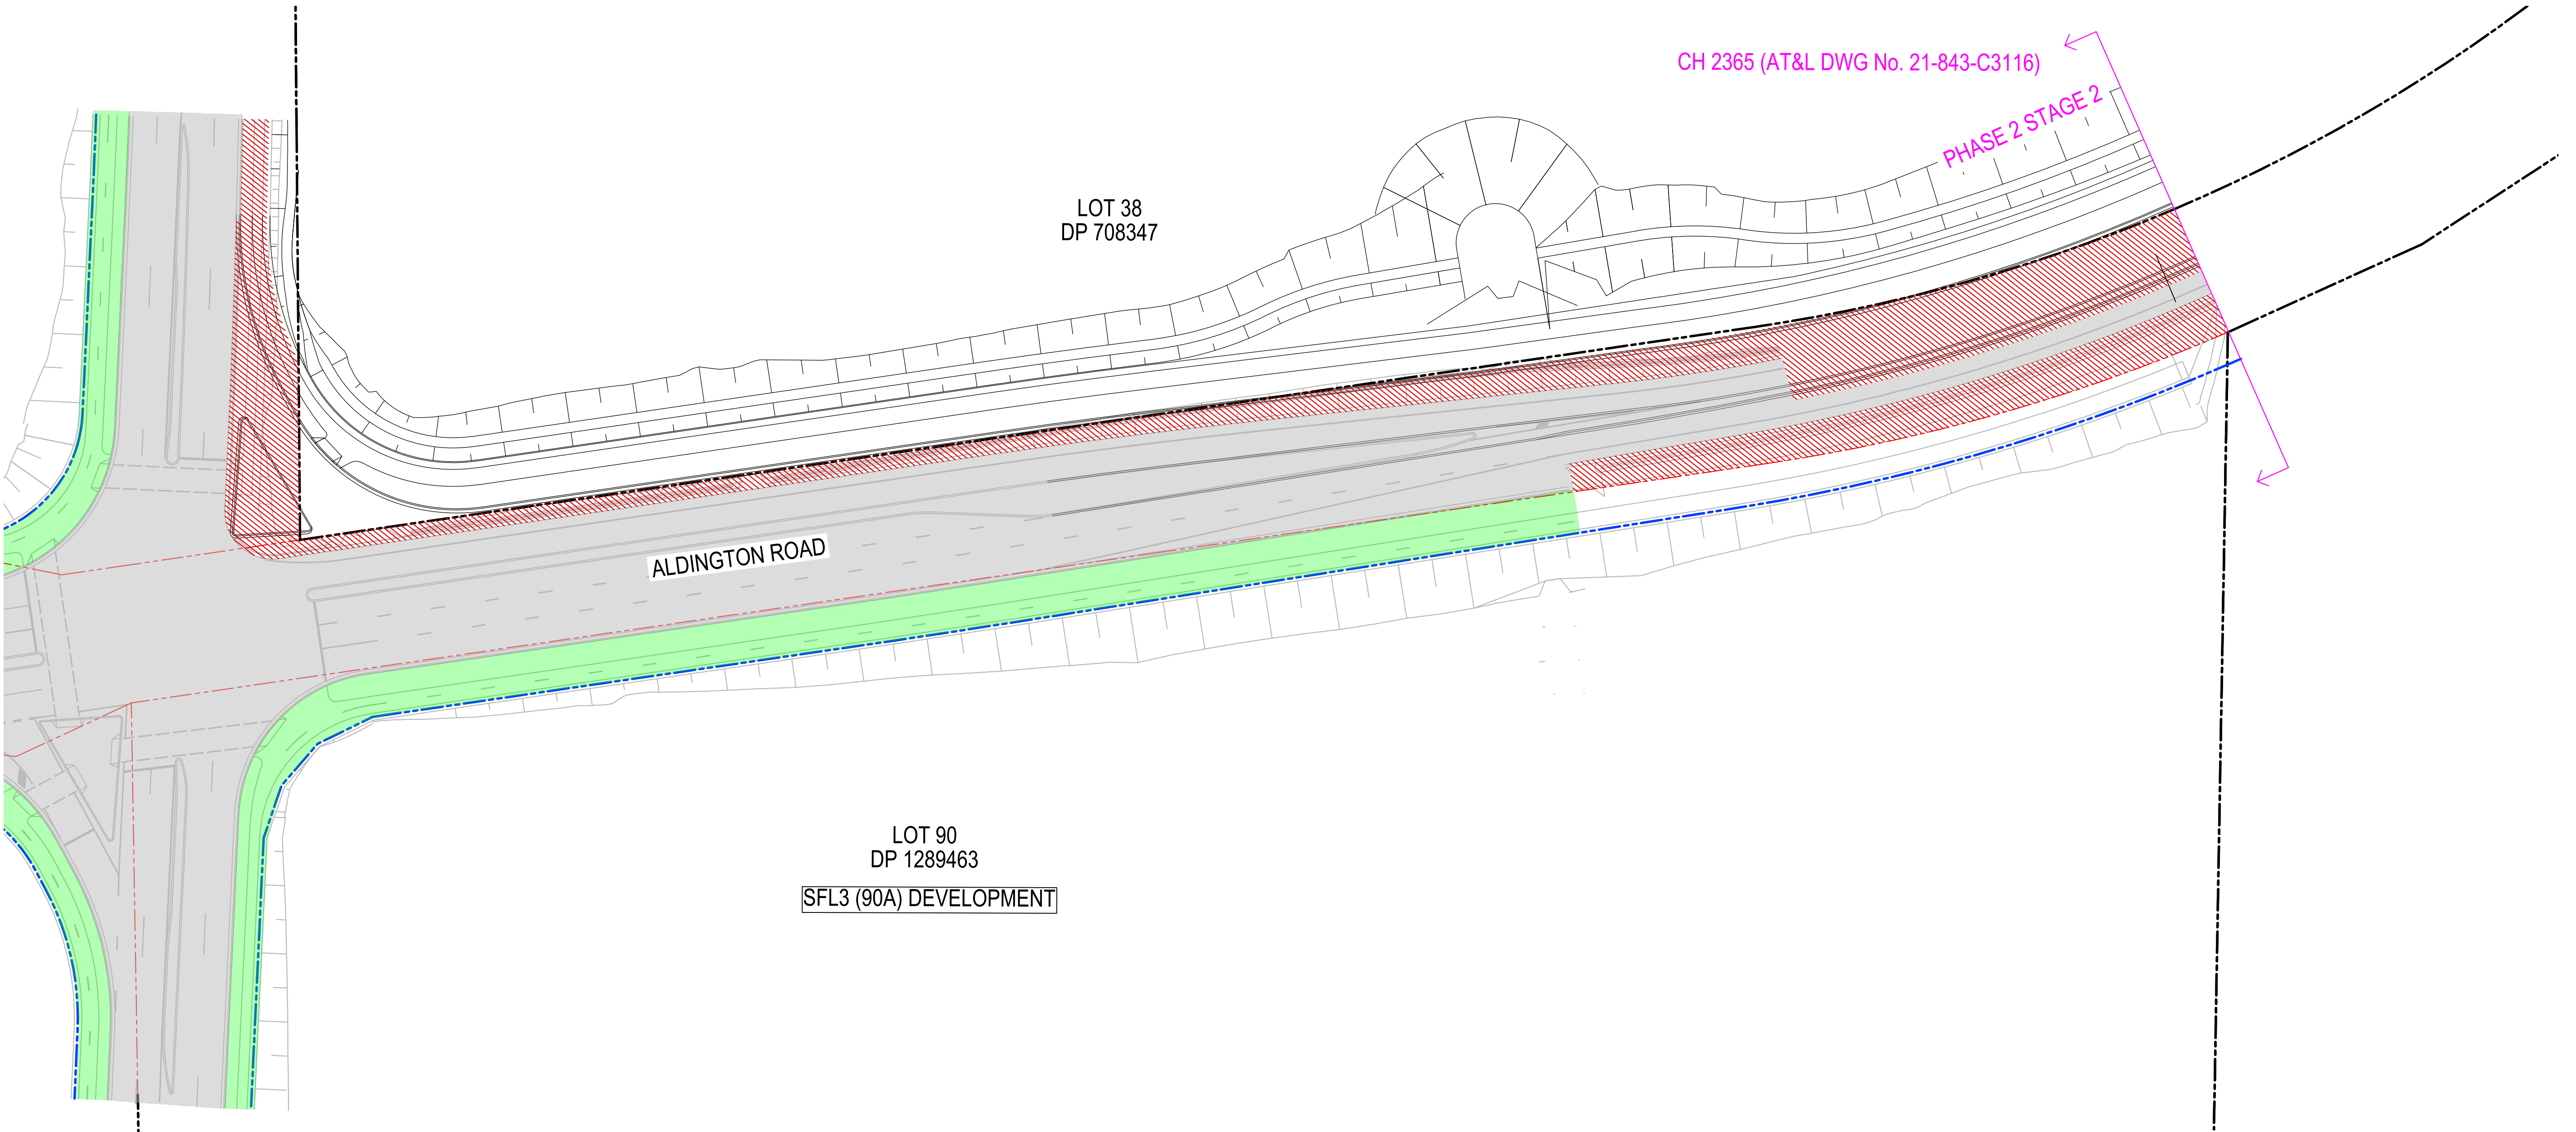 CH 2365 (AT&L DWG No. 21-843-C3116)
PHASE 2 STAGE 2
LOT 38
DP 708347
ALDINGTON ROAD
LOT 90
DP 1289463
SFL3 (90A) DEVELOPMENT